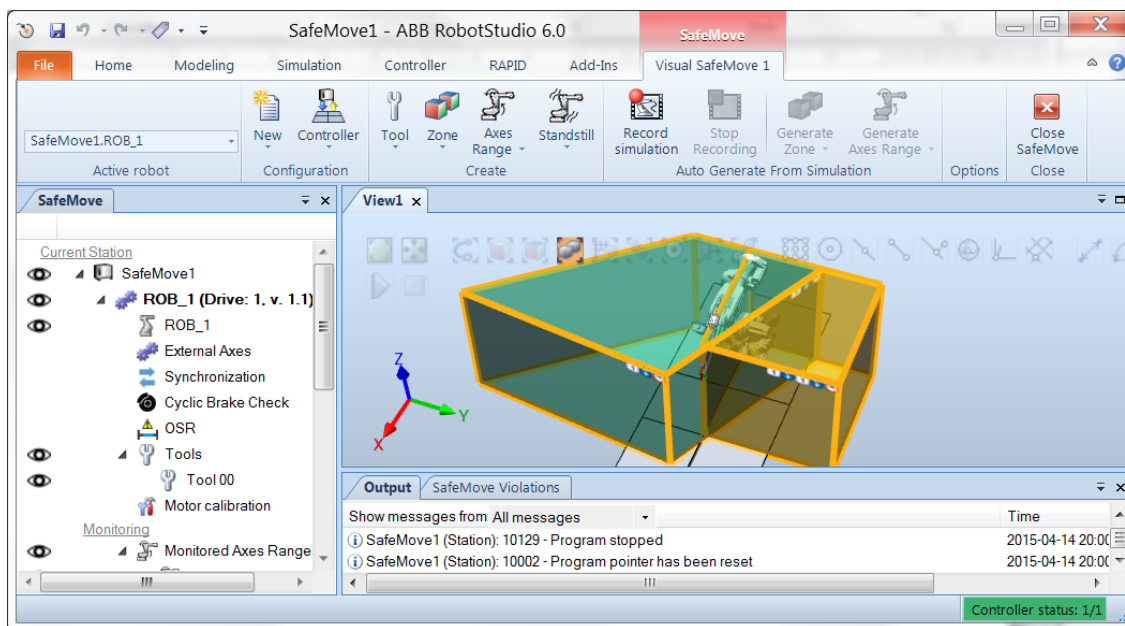 SafeMove1 - ABB RobotStudio 6.0
SafeMove
File Home Modeling Simulation Controller RAPID Add-Ins Visual SafeMove 1
SafeMove1.ROB_1
Active robot
New Controller
Configuration
Tool Zone Axes Range Standstill
Create
Record simulation Stop Recording Generate Zone Generate Axes Range
Auto Generate From Simulation
Options
Close SafeMove
Close
SafeMove
Current Station
SafeMove1
ROB_1 (Drive: 1, v. 1.1)
ROB_1
External Axes
Synchronization
Cyclic Brake Check
OSR
Tools
Tool 00
Motor calibration
Monitoring
Monitored Axes Range
View1
Z
Y
X
Output SafeMove Violations
Show messages from All messages Time
SafeMove1 (Station): 10129 - Program stopped 2015-04-14 20:00
SafeMove1 (Station): 10002 - Program pointer has been reset 2015-04-14 20:00
Controller status: 1/1